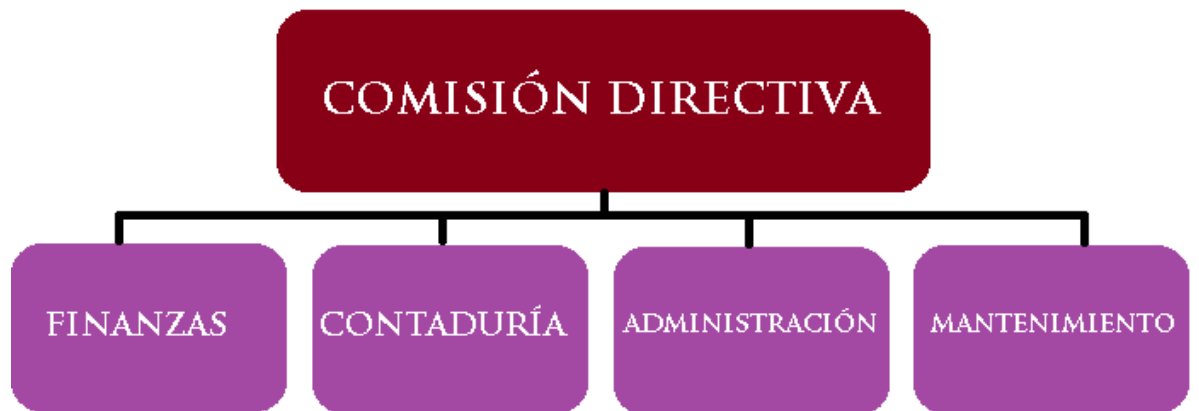 COMISIÓN DIRECTIVA
FINANZAS
CONTADURÍA
ADMINISTRACIÓN
MANTENIMIENTO